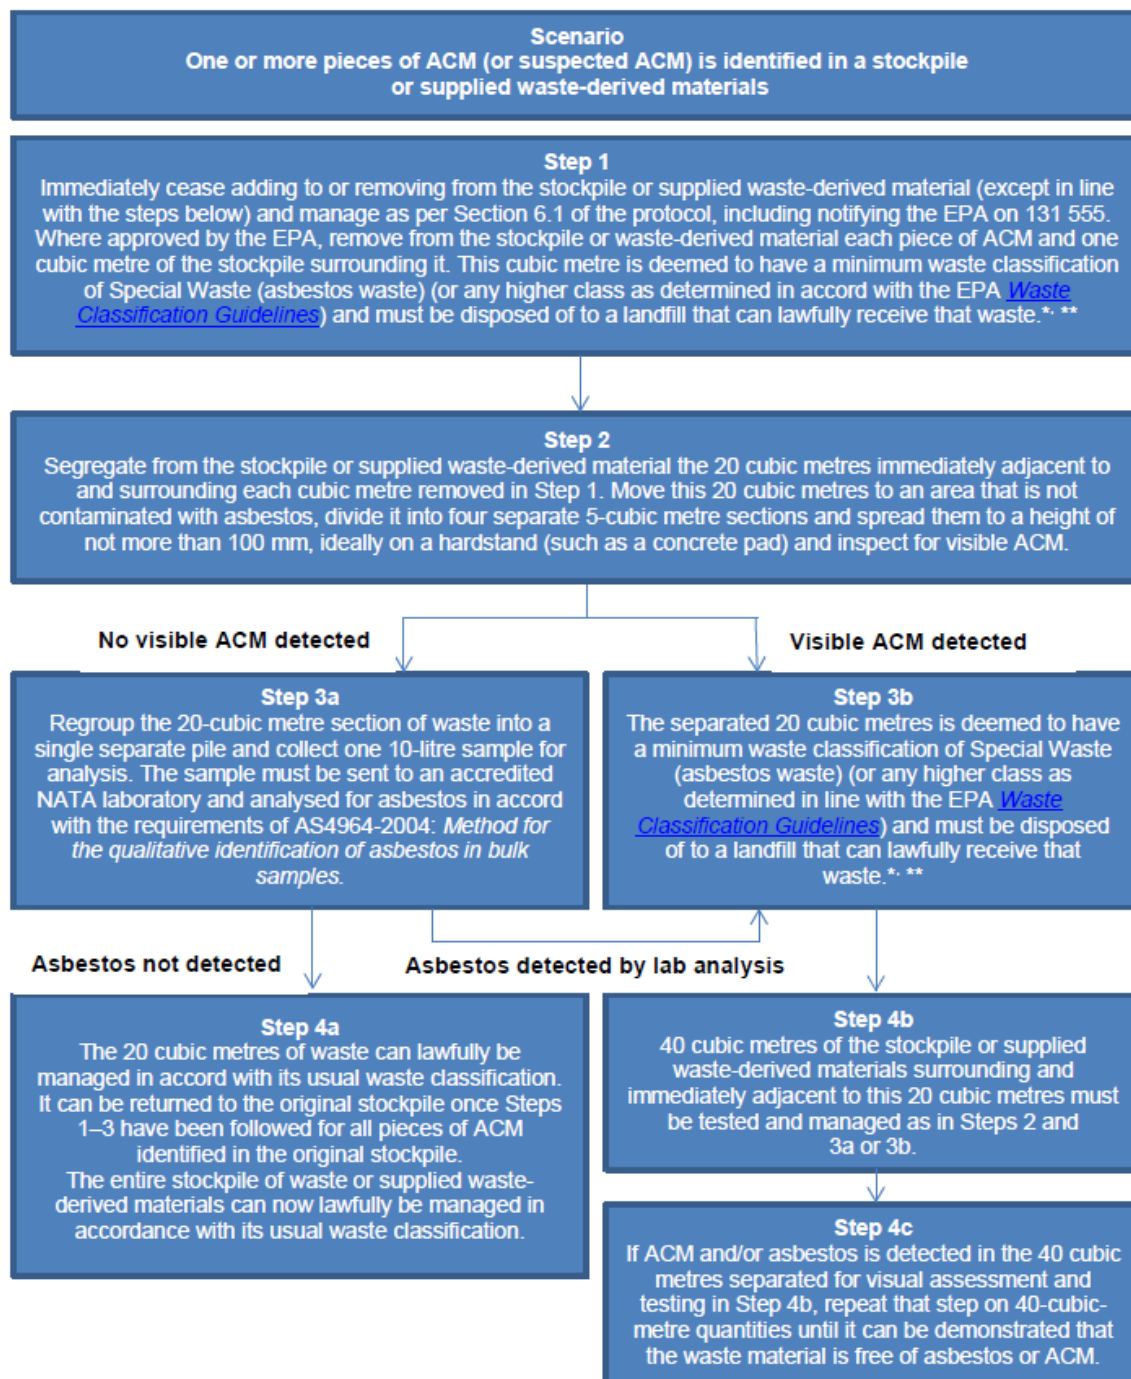 Scenario
One or more pieces of ACM (or suspected ACM) is identified in a stockpile
or supplied waste-derived materials
Step 1
Immediately cease adding to or removing from the stockpile or supplied waste-derived material (except in line
with the steps below) and manage as per Section 6.1 of the protocol, including notifying the EPA on 131 555.
Where approved by the EPA, remove from the stockpile or waste-derived material each piece of ACM and one
cubic metre of the stockpile surrounding it. This cubic metre is deemed to have a minimum waste classification
of Special Waste (asbestos waste) (or any higher class as determined in accord with the EPA Waste
Classification Guidelines) and must be disposed of to a landfill that can lawfully receive that waste.*, **
Step 2
Segregate from the stockpile or supplied waste-derived material the 20 cubic metres immediately adjacent to
and surrounding each cubic metre removed in Step 1. Move this 20 cubic metres to an area that is not
contaminated with asbestos, divide it into four separate 5-cubic metre sections and spread them to a height of
not more than 100 mm, ideally on a hardstand (such as a concrete pad) and inspect for visible ACM.
No visible ACM detected
Visible ACM detected
Step 3a
Regroup the 20-cubic metre section of waste into a
single separate pile and collect one 10-litre sample for
analysis. The sample must be sent to an accredited
NATA laboratory and analysed for asbestos in accord
with the requirements of AS4964-2004: Method for
the qualitative identification of asbestos in bulk
samples.
Step 3b
The separated 20 cubic metres is deemed to have
a minimum waste classification of Special Waste
(asbestos waste) (or any higher class as
determined in line with the EPA Waste
Classification Guidelines) and must be disposed
of to a landfill that can lawfully receive that
waste.*, **
Asbestos not detected
Asbestos detected by lab analysis
Step 4a
The 20 cubic metres of waste can lawfully be
managed in accord with its usual waste classification.
It can be returned to the original stockpile once Steps
1–3 have been followed for all pieces of ACM
identified in the original stockpile.
The entire stockpile of waste or supplied waste-
derived materials can now lawfully be managed in
accordance with its usual waste classification.
Step 4b
40 cubic metres of the stockpile or supplied
waste-derived materials surrounding and
immediately adjacent to this 20 cubic metres must
be tested and managed as in Steps 2 and
3a or 3b.
Step 4c
If ACM and/or asbestos is detected in the 40 cubic
metres separated for visual assessment and
testing in Step 4b, repeat that step on 40-cubic-
metre quantities until it can be demonstrated that
the waste material is free of asbestos or ACM.